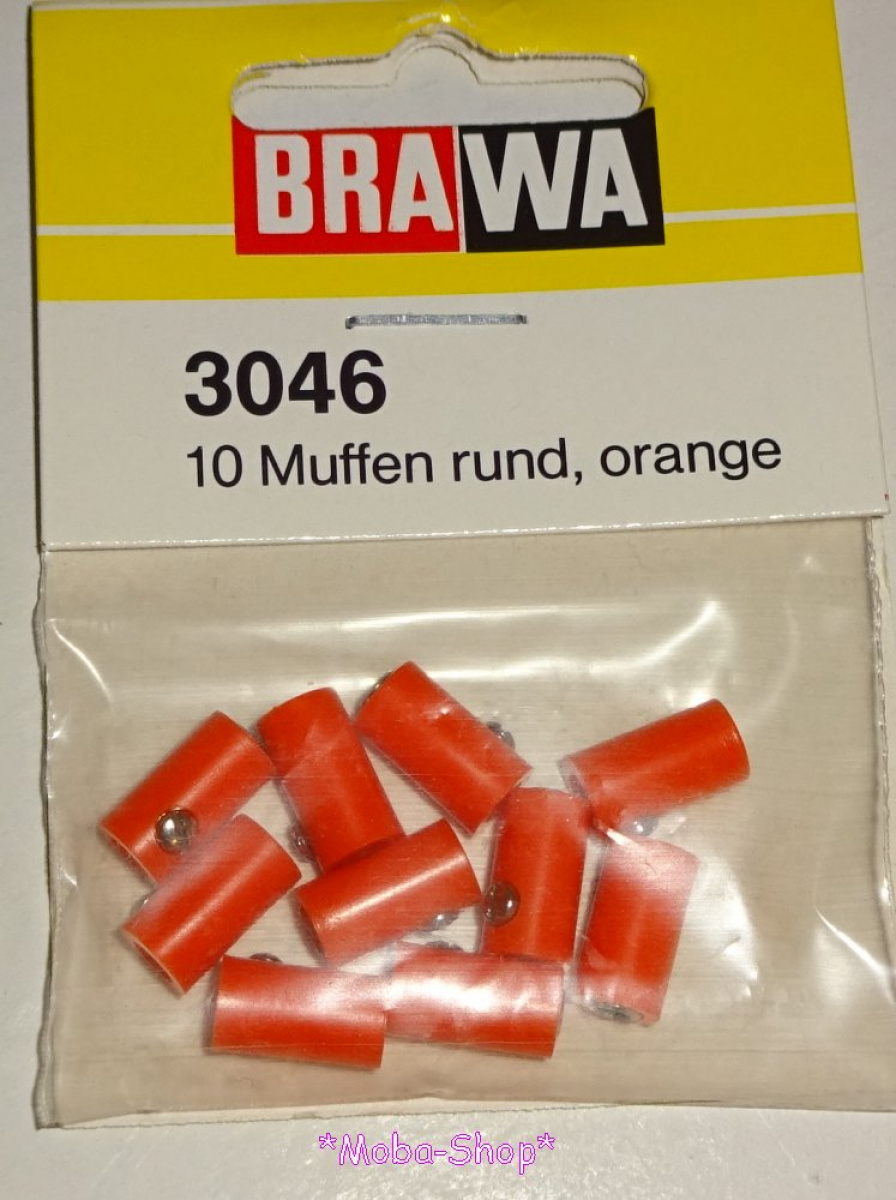 BRAWA
3046
10 Muffen rund, orange
*Moba-Shop*